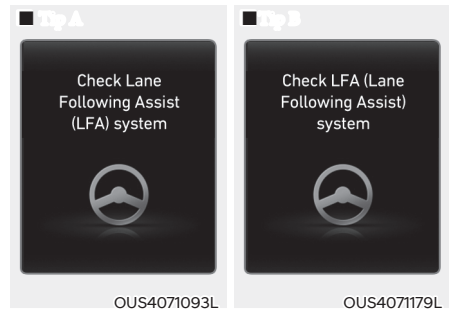 Check Lane
Following Assist
(LFA) system
OUS4071093L
Check LFA (Lane
Following Assist)
system
OUS4071179L